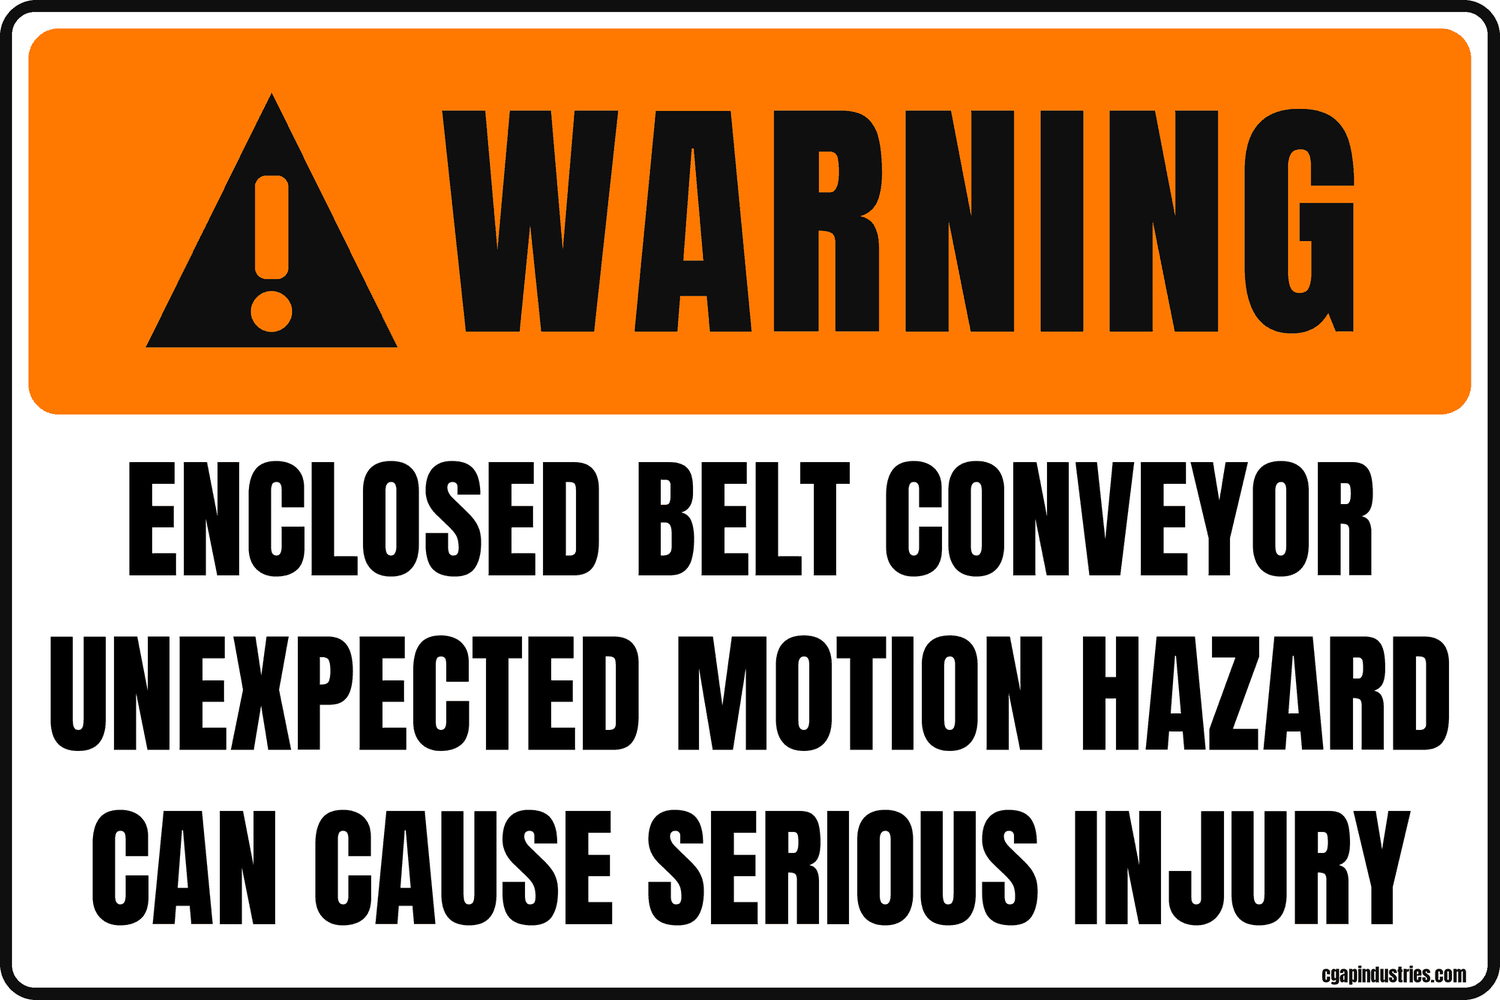 WARNING
ENCLOSED BELT CONVEYOR
UNEXPECTED MOTION HAZARD
CAN CAUSE SERIOUS INJURY
cgapindustries.com